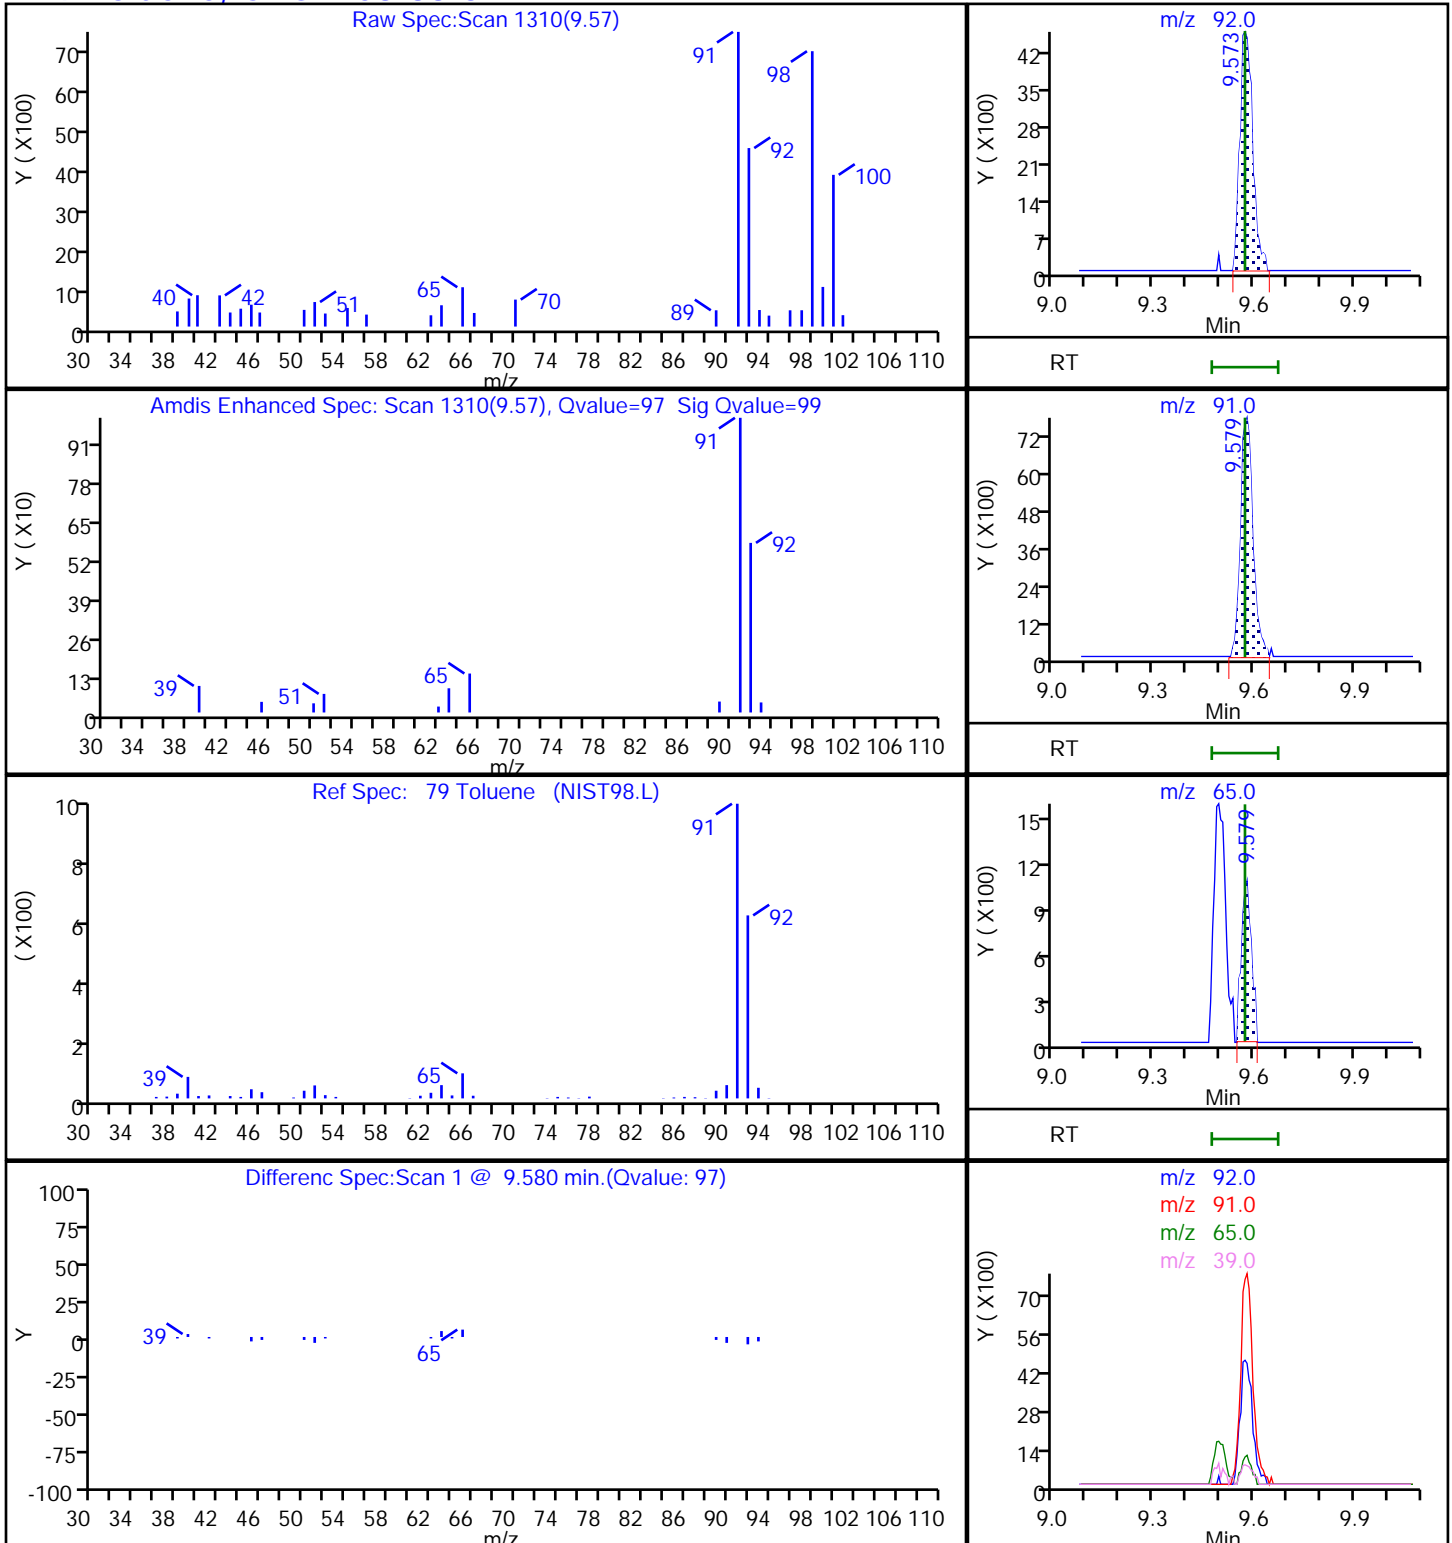 Raw Spec:Scan 1310(9.57)
Y ( X100)
70
60
50
40
30
20
10
0
91
98
92
100
40
42
51
65
70
89
30 34 38 42 46 50 54 58 62 66 70 74 78 82 86 90 94 98 102 106 110
m/z
m/z 92.0
Y ( X100)
42
35
28
21
14
7
0
9.573
9.0 9.3 9.6 9.9
Min
RT
Amdis Enhanced Spec: Scan 1310(9.57), Qvalue=97 Sig Qvalue=99
Y ( X10)
91
78
65
52
39
26
13
0
91
92
39
51
65
30 34 38 42 46 50 54 58 62 66 70 74 78 82 86 90 94 98 102 106 110
m/z
m/z 91.0
Y ( X100)
72
60
48
36
24
12
0
9.579
9.0 9.3 9.6 9.9
Min
RT
Ref Spec: 79 Toluene (NIST98.L)
( X100)
10
8
6
4
2
0
91
92
39
65
30 34 38 42 46 50 54 58 62 66 70 74 78 82 86 90 94 98 102 106 110
m/z 65.0
Y ( X100)
15
12
9
6
3
0
9.579
9.0 9.3 9.6 9.9
Min
RT
Differenc Spec:Scan 1 @ 9.580 min.(Qvalue: 97)
Y
100
75
50
25
0
-25
-50
-75
-100
39
65
30 34 38 42 46 50 54 58 62 66 70 74 78 82 86 90 94 98 102 106 110
m/z
m/z 92.0
m/z 91.0
m/z 65.0
m/z 39.0
Y ( X100)
70
56
42
28
14
0
9.0 9.3 9.6 9.9
Min